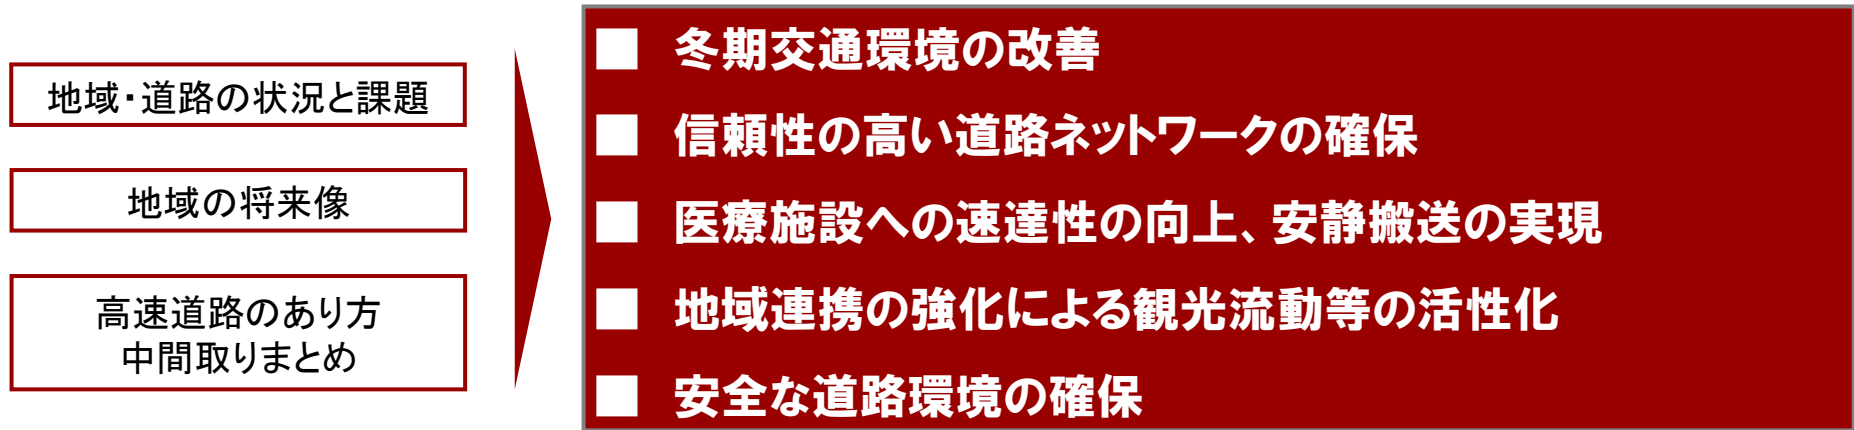 地域・道路の状況と課題
地域の将来像
高速道路のあり方
中間取りまとめ
■ 冬期交通環境の改善
■ 信頼性の高い道路ネットワークの確保
■ 医療施設への速達性の向上、安静搬送の実現
■ 地域連携の強化による観光流動等の活性化
■ 安全な道路環境の確保